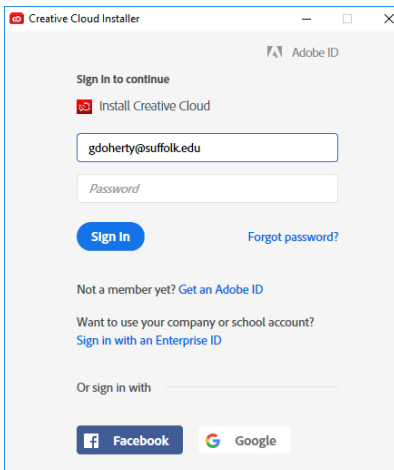 Creative Cloud Installer
Adobe ID
Sign in to continue
Install Creative Cloud
gdoherty@suffolk.edu
Password
Sign In
Forgot password?
Not a member yet? Get an Adobe ID
Want to use your company or school account?
Sign in with an Enterprise ID
Or sign in with
Facebook
Google